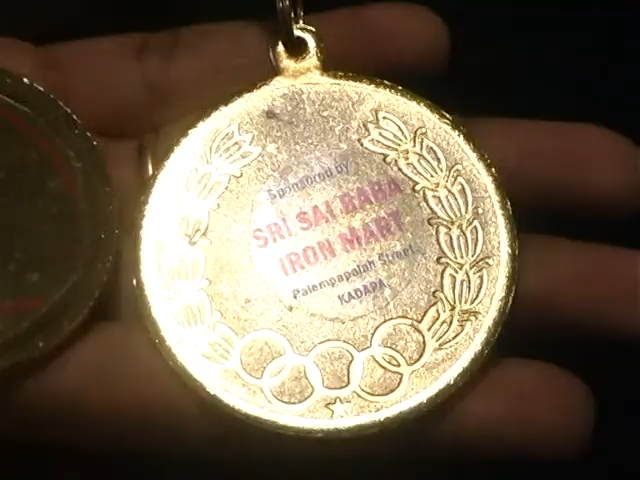 Sponsored by
SRI SAI BABA
IRON MART
Palempapaiah Street,
KADAPA.